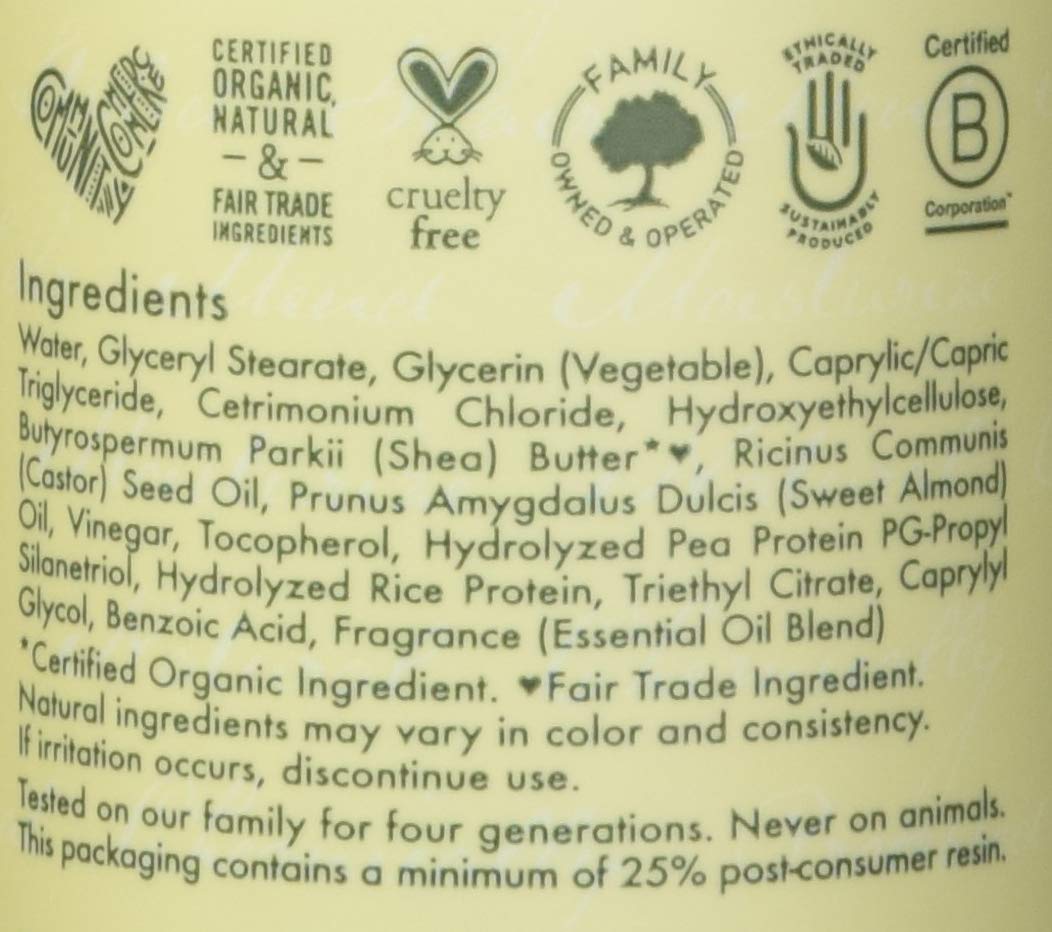 COMMUNITY COMMERCE
CERTIFIED
ORGANIC,
NATURAL
– & –
FAIR TRADE
INGREDIENTS
cruelty
free
FAMILY
OWNED & OPERATED
ETHICALLY
TRADED
SUSTAINABLY
PRODUCED
Certified
B
Corporation
Ingredients
Water, Glyceryl Stearate, Glycerin (Vegetable), Caprylic/Capric
Triglyceride, Cetrimonium Chloride, Hydroxyethylcellulose,
Butyrospermum Parkii (Shea) Butter*♥, Ricinus Communis
(Castor) Seed Oil, Prunus Amygdalus Dulcis (Sweet Almond)
Oil, Vinegar, Tocopherol, Hydrolyzed Pea Protein PG-Propyl
Silanetriol, Hydrolyzed Rice Protein, Triethyl Citrate, Caprylyl
Glycol, Benzoic Acid, Fragrance (Essential Oil Blend)
*Certified Organic Ingredient. ♥Fair Trade Ingredient.
Natural ingredients may vary in color and consistency.
If irritation occurs, discontinue use.
Tested on our family for four generations. Never on animals.
This packaging contains a minimum of 25% post-consumer resin.